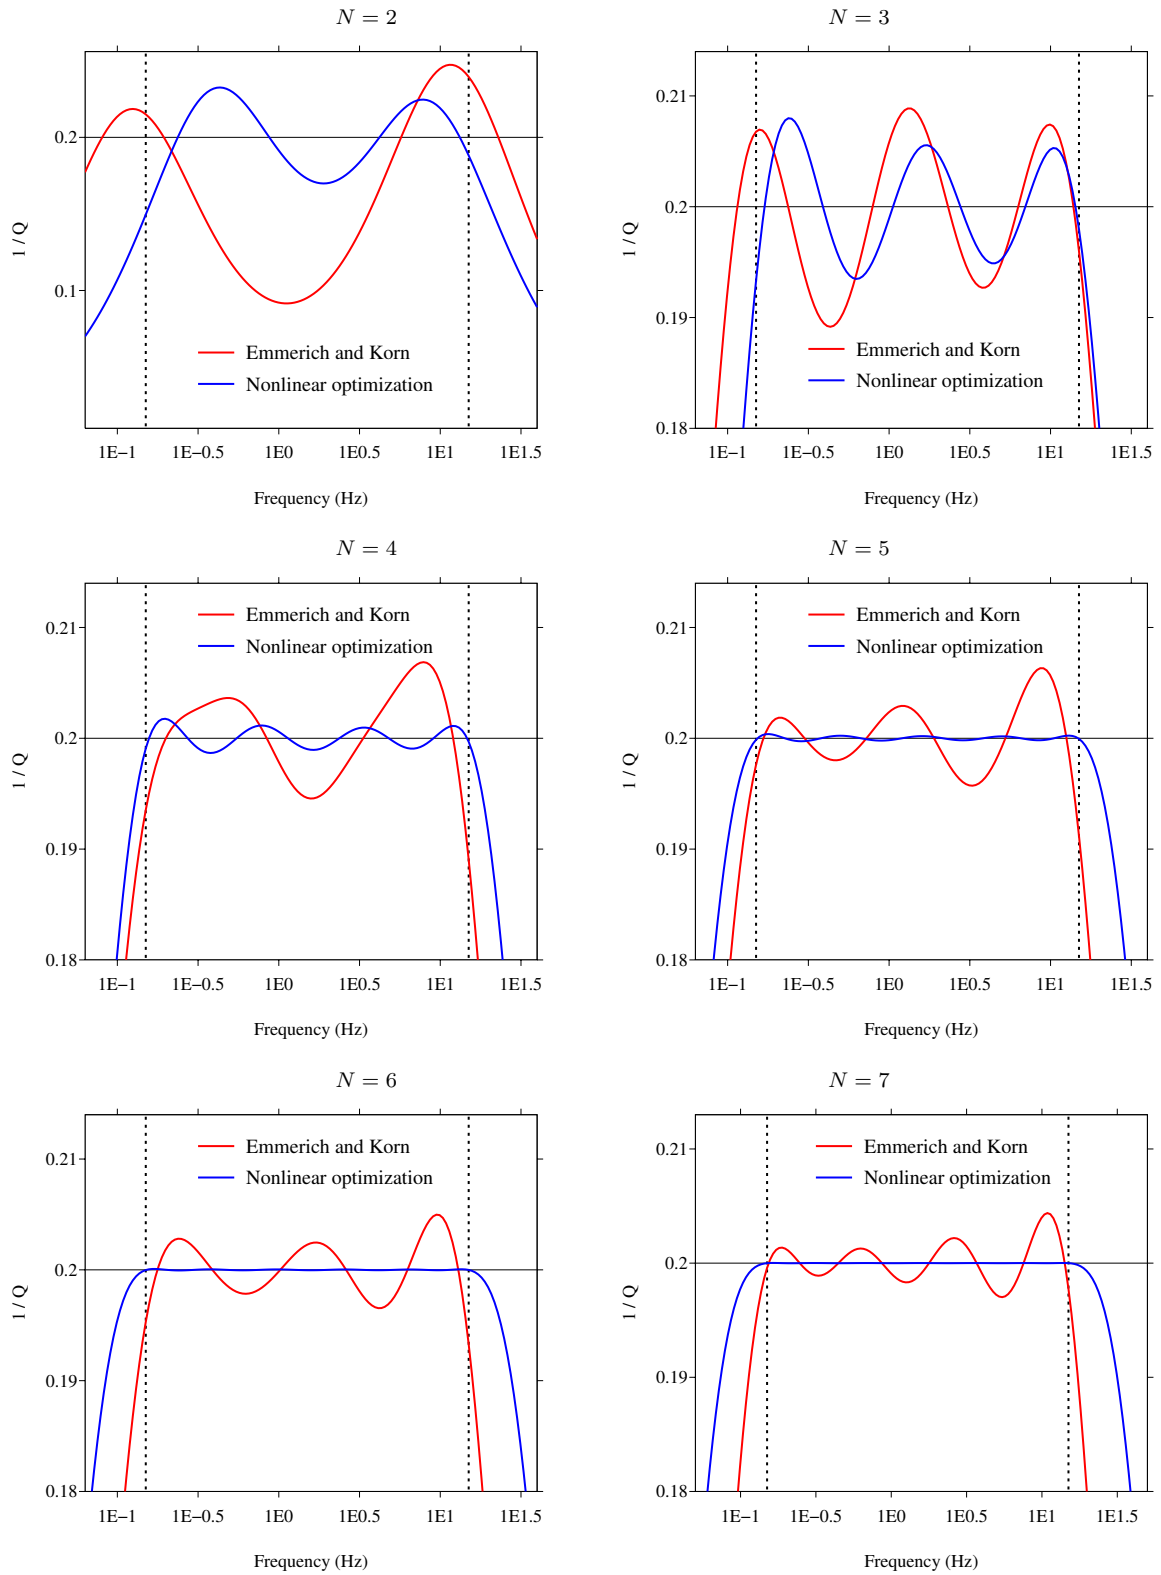 N = 2
0.2
0.1
1 / Q
Emmerich and Korn
Nonlinear optimization
1E−1 1E−0.5 1E0 1E0.5 1E1 1E1.5
Frequency (Hz)
N = 3
0.21
0.2
0.19
0.18
1 / Q
Emmerich and Korn
Nonlinear optimization
1E−1 1E−0.5 1E0 1E0.5 1E1 1E1.5
Frequency (Hz)
N = 4
Emmerich and Korn
Nonlinear optimization
0.21
0.2
0.19
0.18
1 / Q
1E−1 1E−0.5 1E0 1E0.5 1E1 1E1.5
Frequency (Hz)
N = 5
Emmerich and Korn
Nonlinear optimization
0.21
0.2
0.19
0.18
1 / Q
1E−1 1E−0.5 1E0 1E0.5 1E1 1E1.5
Frequency (Hz)
N = 6
Emmerich and Korn
Nonlinear optimization
0.21
0.2
0.19
0.18
1 / Q
1E−1 1E−0.5 1E0 1E0.5 1E1 1E1.5
Frequency (Hz)
N = 7
Emmerich and Korn
Nonlinear optimization
0.21
0.2
0.19
0.18
1 / Q
1E−1 1E−0.5 1E0 1E0.5 1E1 1E1.5
Frequency (Hz)